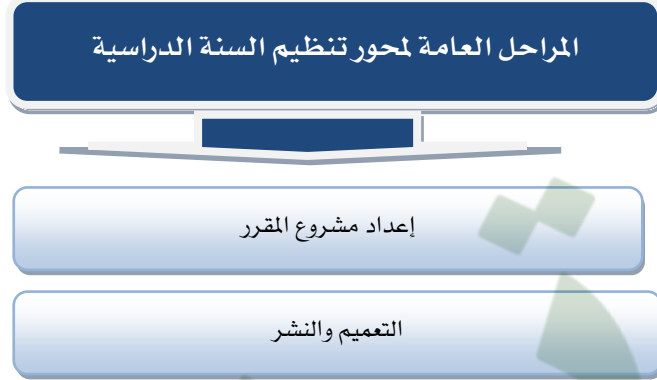 المراحل العامة لمحور تنظيم السنة الدراسية
إعداد مشروع المقرر
التعميم والنشر